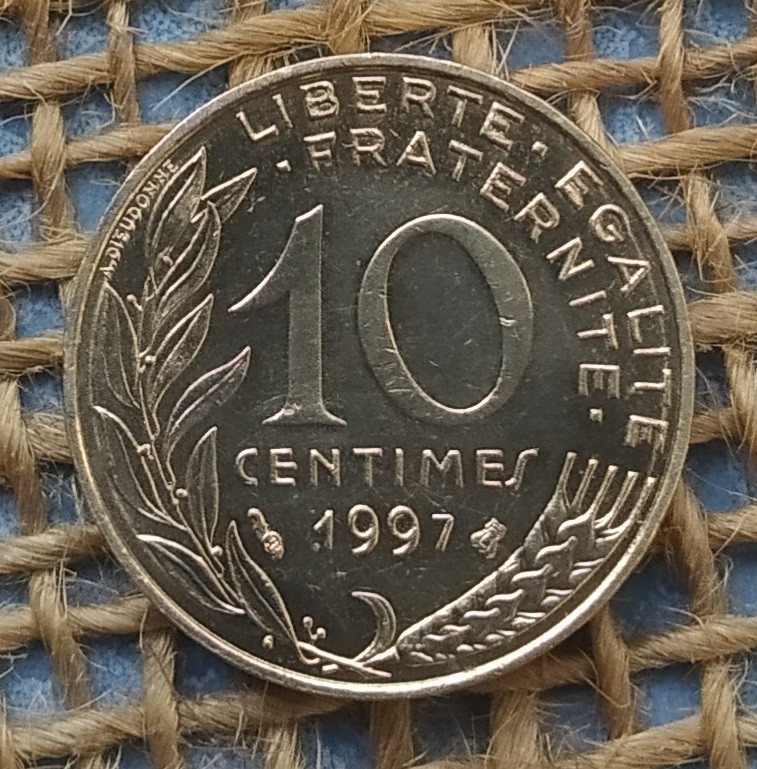 LIBERTE · EGALITE
· FRATERNITE ·
A.DIEUDONNE
10
CENTIMES
1997